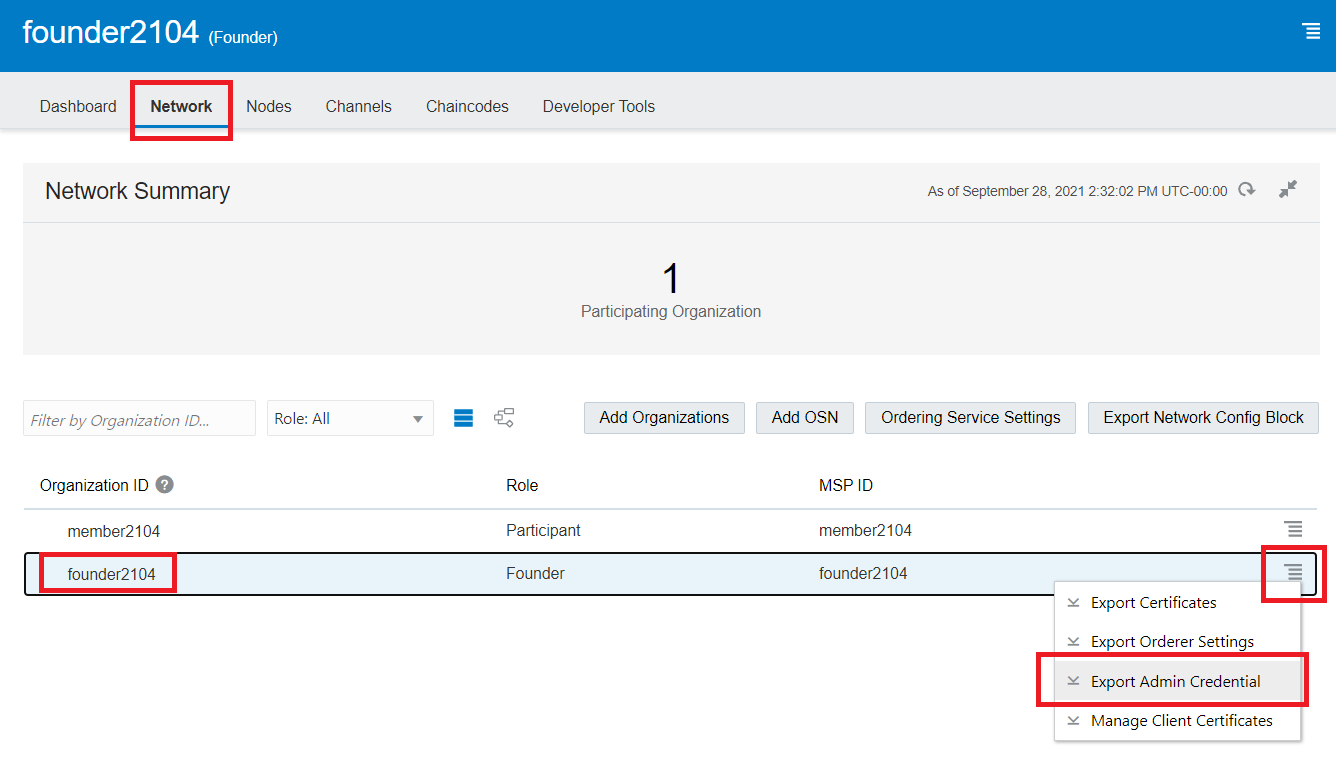 founder2104 (Founder)
Dashboard Network Nodes Channels Chaincodes Developer Tools
Network Summary As of September 28, 2021 2:32:02 PM UTC-00:00
1
Participating Organization
Filter by Organization ID... Role: All Add Organizations Add OSN Ordering Service Settings Export Network Config Block
Organization ID ? Role MSP ID
member2104 Participant member2104
founder2104 Founder founder2104
Export Certificates
Export Orderer Settings
Export Admin Credential
Manage Client Certificates